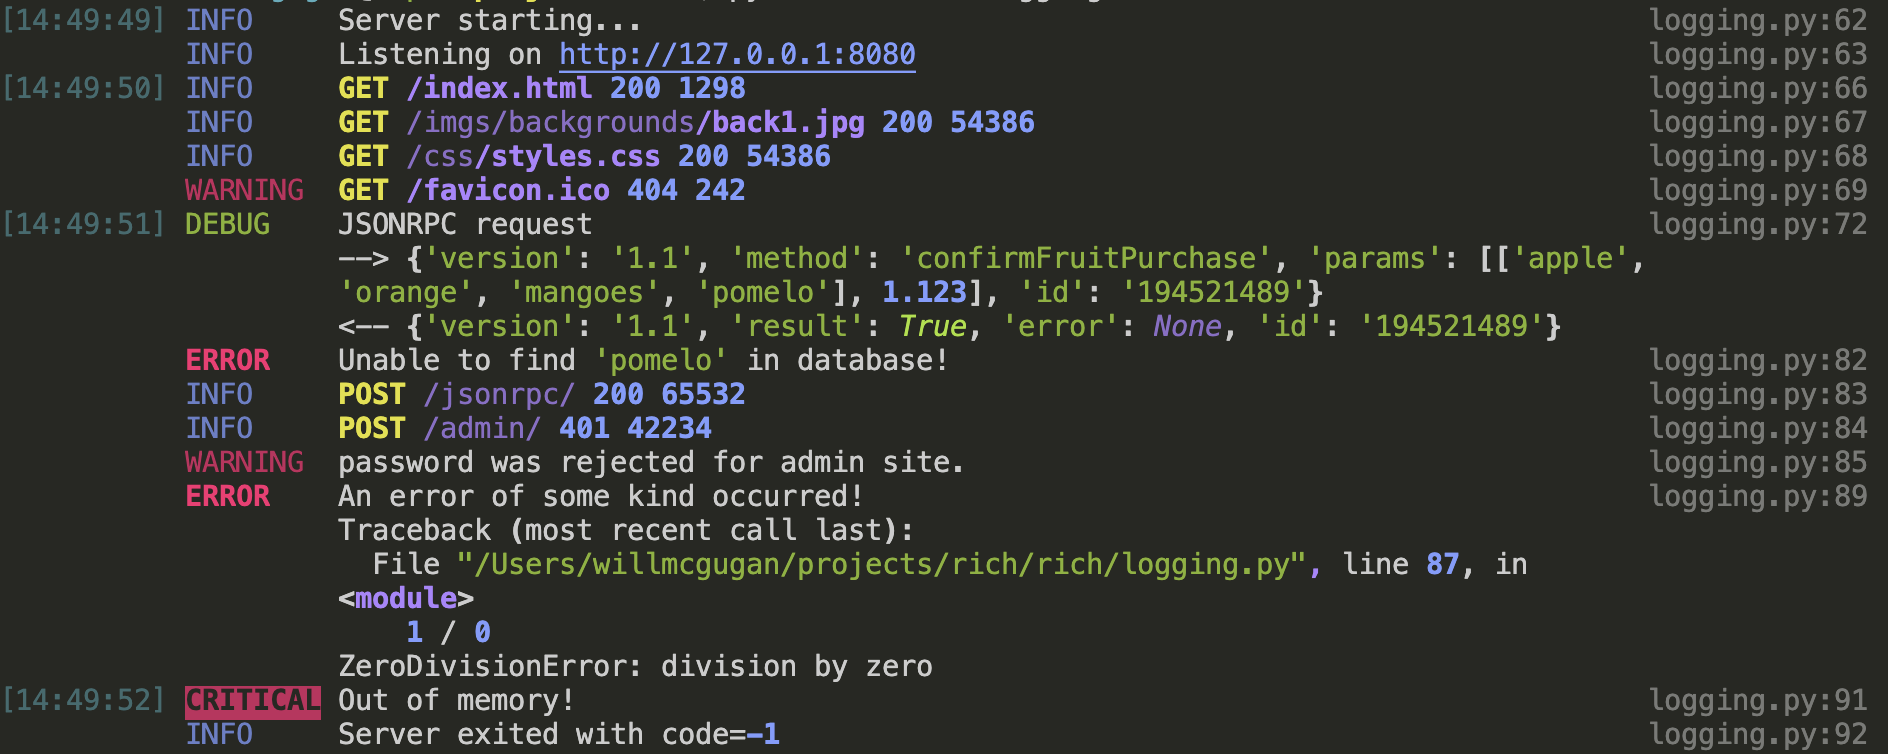 [14:49:49] INFO Server starting... logging.py:62
INFO Listening on http://127.0.0.1:8080 logging.py:63
[14:49:50] INFO GET /index.html 200 1298 logging.py:66
INFO GET /imgs/backgrounds/back1.jpg 200 54386 logging.py:67
INFO GET /css/styles.css 200 54386 logging.py:68
WARNING GET /favicon.ico 404 242 logging.py:69
[14:49:51] DEBUG JSONRPC request logging.py:72
--> {'version': '1.1', 'method': 'confirmFruitPurchase', 'params': [['apple',
'orange', 'mangoes', 'pomelo'], 1.123], 'id': '194521489'}
<-- {'version': '1.1', 'result': True, 'error': None, 'id': '194521489'}
ERROR Unable to find 'pomelo' in database! logging.py:82
INFO POST /jsonrpc/ 200 65532 logging.py:83
INFO POST /admin/ 401 42234 logging.py:84
WARNING password was rejected for admin site. logging.py:85
ERROR An error of some kind occurred! logging.py:89
Traceback (most recent call last):
File "/Users/willmcgugan/projects/rich/rich/logging.py", line 87, in
<module>
1 / 0
ZeroDivisionError: division by zero
[14:49:52] CRITICAL Out of memory! logging.py:91
INFO Server exited with code=-1 logging.py:92